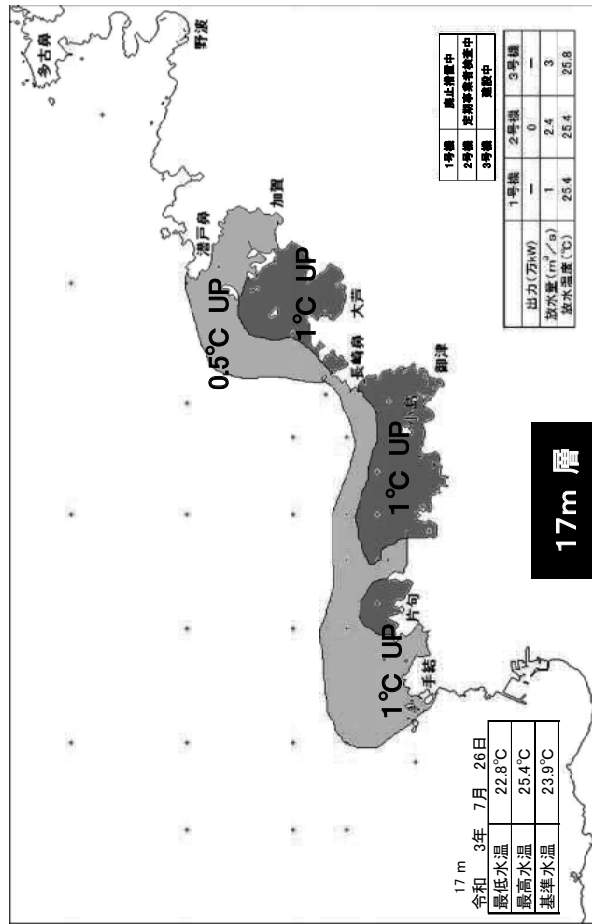 多古鼻
野波
潜戸鼻
加賀
0.5℃ UP
1℃ UP
大芦
長崎鼻
御津
小島
1℃ UP
片句
1℃ UP
手結
1号機 廃止措置中
2号機 定期事業者検査中
3号機 建設中
1号機 2号機 3号機
出力(万kW) － 0 －
放水量(m³/s) 1 2.4 3
放水温度(℃) 25.4 25.4 25.8
17m 層
17 m
令和 3年 7月 26日
最低水温 22.8℃
最高水温 25.4℃
基準水温 23.9℃